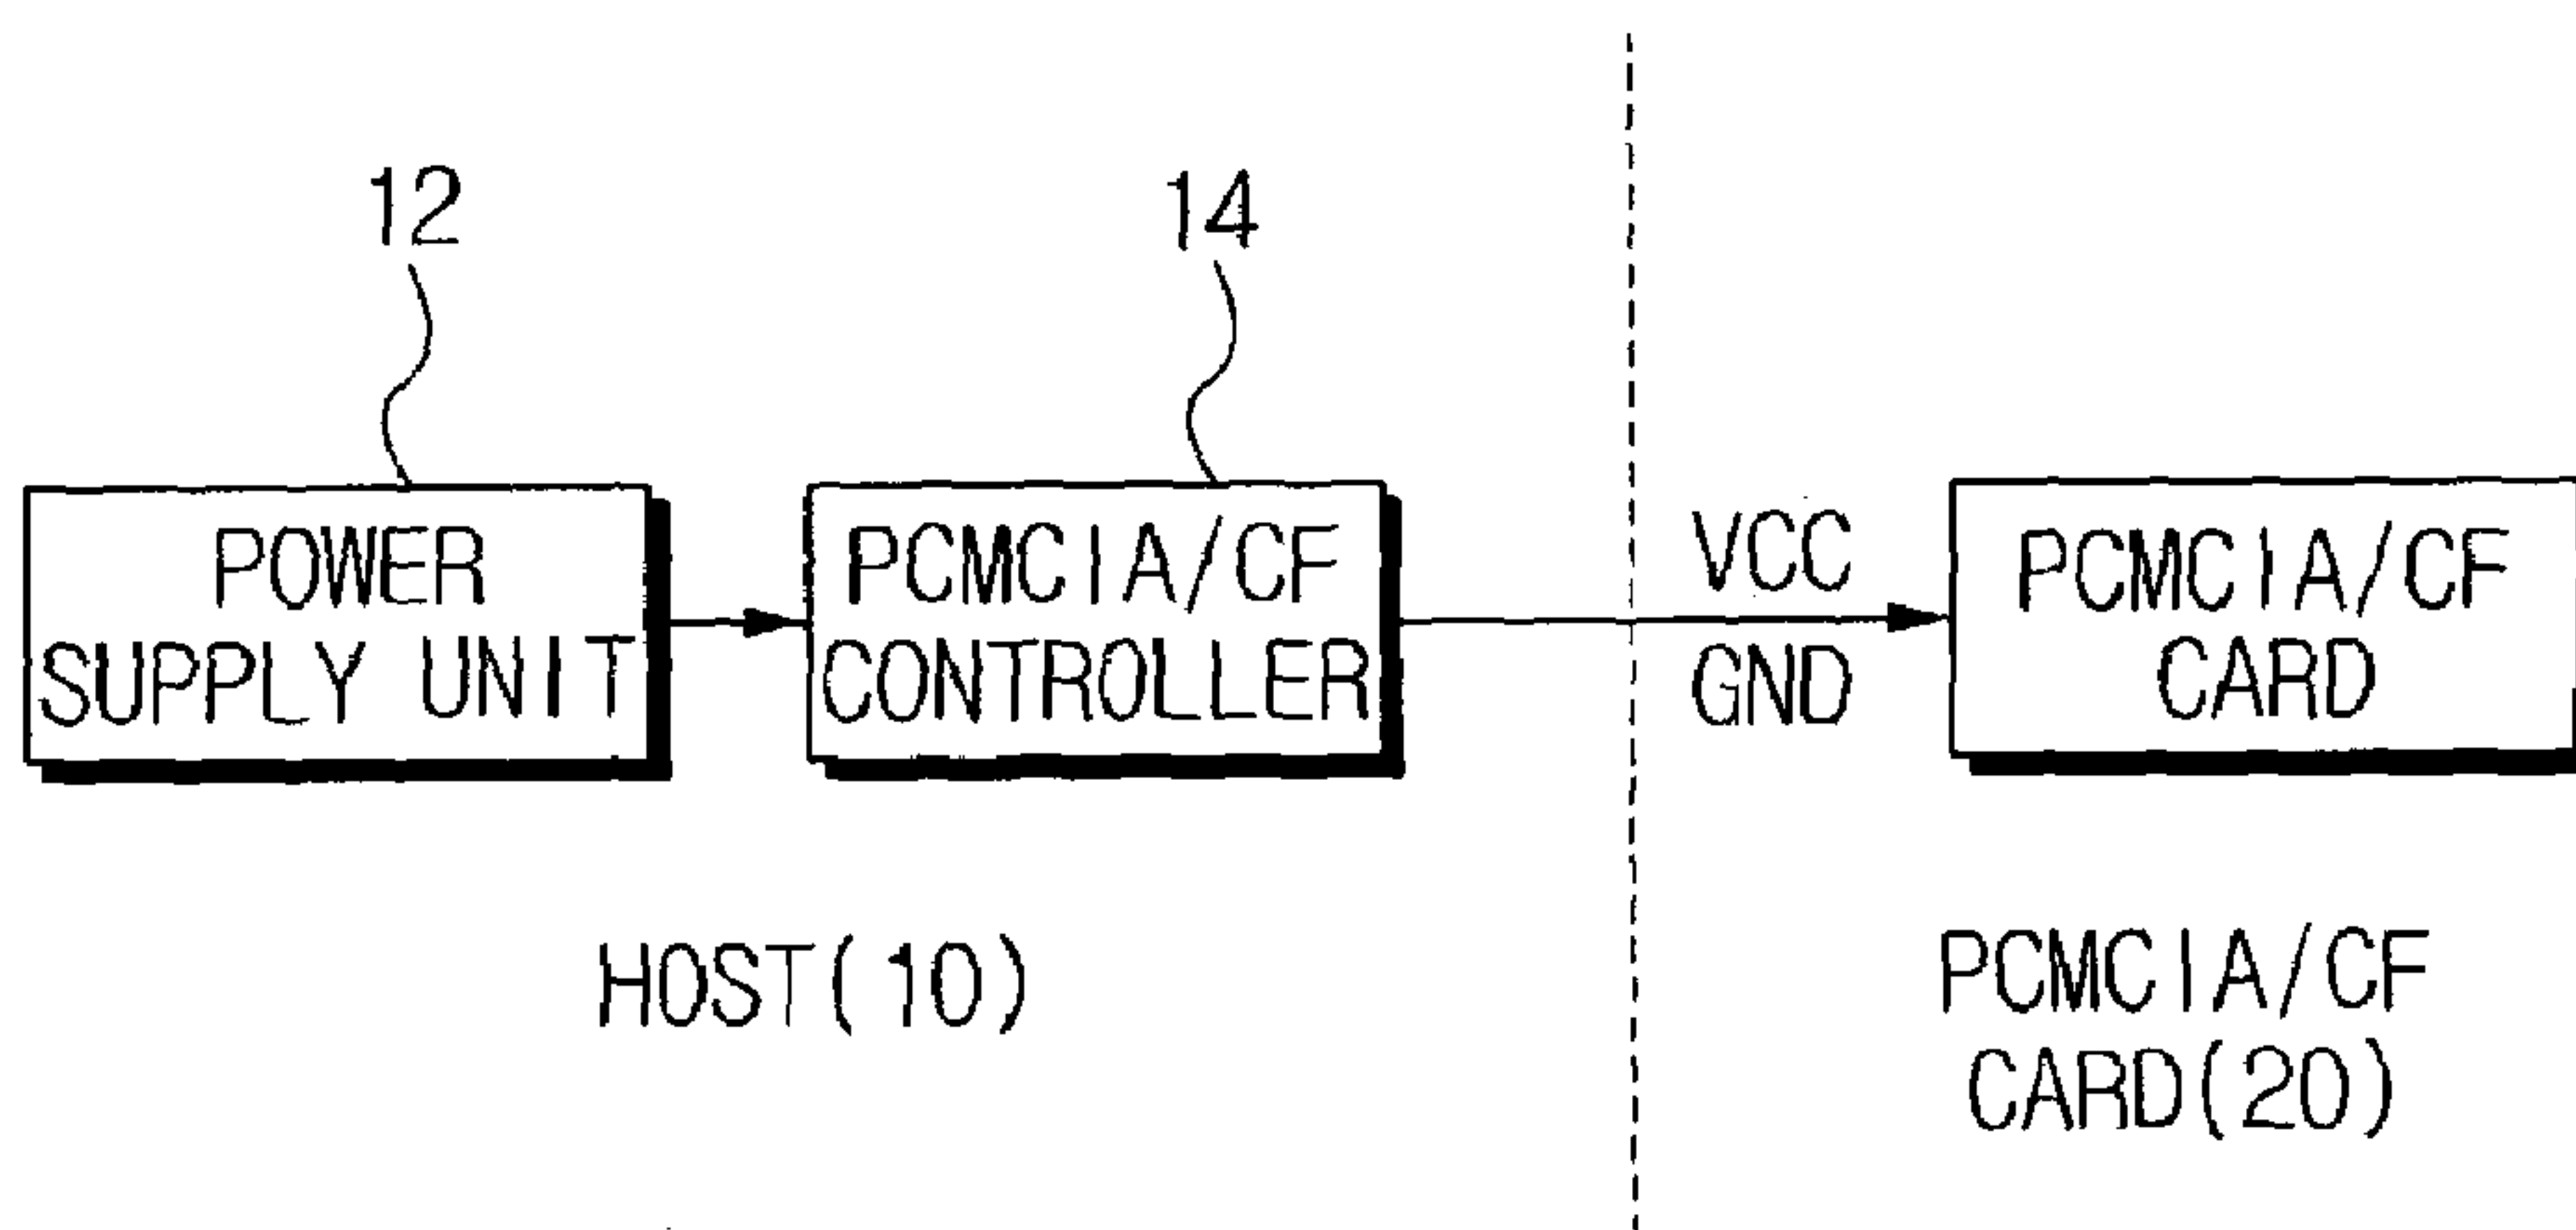 12
14
POWER
SUPPLY UNIT
PCMCIA/CF
CONTROLLER
VCC
GND
PCMCIA/CF
CARD
HOST(10)
PCMCIA/CF
CARD(20)